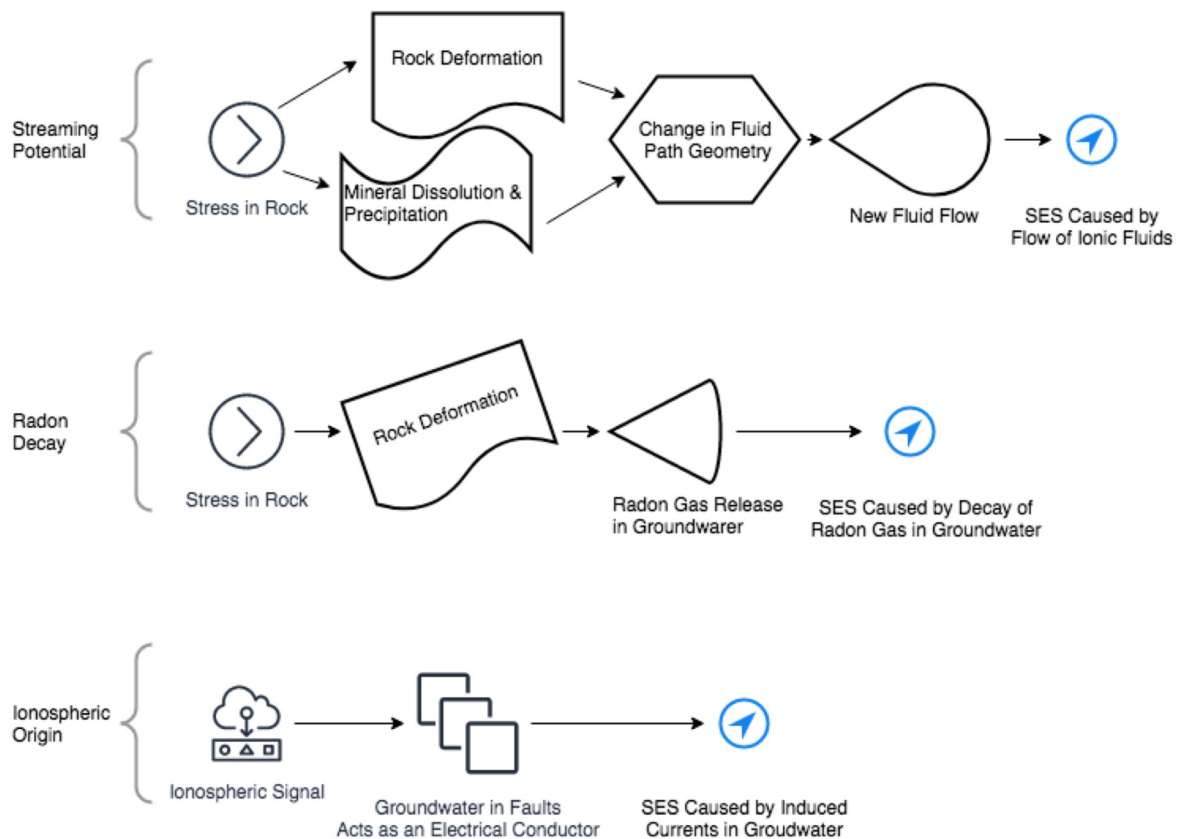 Streaming
Potential
Stress in Rock
Rock Deformation
Mineral Dissolution &
Precipitation
Change in Fluid
Path Geometry
New Fluid Flow
SES Caused by
Flow of Ionic Fluids
Radon
Decay
Stress in Rock
Rock Deformation
Radon Gas Release
in Groundwarer
SES Caused by Decay of
Radon Gas in Groundwater
Ionospheric
Origin
Ionospheric Signal
Groundwater in Faults
Acts as an Electrical Conductor
SES Caused by Induced
Currents in Groudwater